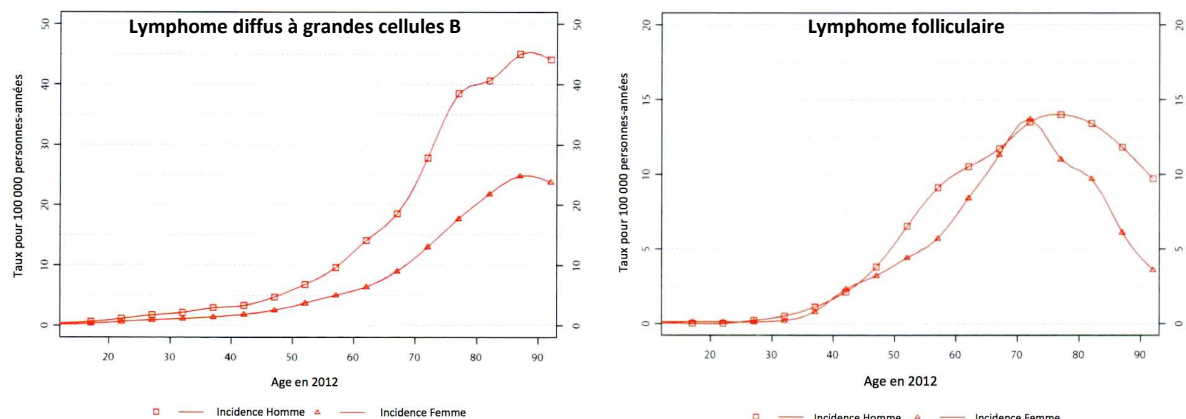 Lymphome diffus à grandes cellules B
Taux pour 100 000 personnes-années
50
40
30
20
10
0
50
40
30
20
10
0
20 30 40 50 60 70 80 90
Age en 2012
Incidence Homme Incidence Femme
Lymphome folliculaire
Taux pour 100 000 personnes-années
20
15
10
5
0
20
15
10
5
0
20 30 40 50 60 70 80 90
Age en 2012
Incidence Homme Incidence Femme